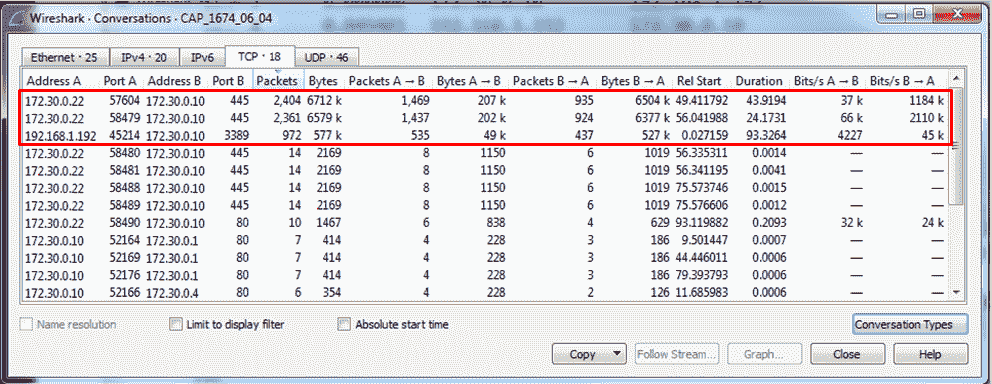 Wireshark · Conversations · CAP_1674_06_04
Ethernet · 25 IPv4 · 20 IPv6 TCP · 18 UDP · 46
Address A Port A Address B Port B Packets Bytes Packets A → B Bytes A → B Packets B → A Bytes B → A Rel Start Duration Bits/s A → B Bits/s B → A
172.30.0.22 57604 172.30.0.10 445 2,404 6712 k 1,469 207 k 935 6504 k 49.411792 43.9194 37 k 1184 k
172.30.0.22 58479 172.30.0.10 445 2,361 6579 k 1,437 202 k 924 6377 k 56.041988 24.1731 66 k 2110 k
192.168.1.192 45214 172.30.0.10 3389 972 577 k 535 49 k 437 527 k 0.027159 93.3264 4227 45 k
172.30.0.22 58480 172.30.0.10 445 14 2169 8 1150 6 1019 56.335311 0.0014 — —
172.30.0.22 58481 172.30.0.10 445 14 2169 8 1150 6 1019 56.341195 0.0041 — —
172.30.0.22 58488 172.30.0.10 445 14 2169 8 1150 6 1019 75.573746 0.0015 — —
172.30.0.22 58489 172.30.0.10 445 14 2169 8 1150 6 1019 75.576606 0.0012 — —
172.30.0.22 58490 172.30.0.10 80 10 1467 6 838 4 629 93.119882 0.2093 32 k 24 k
172.30.0.10 52164 172.30.0.1 80 7 414 4 228 3 186 9.501447 0.0007 — —
172.30.0.10 52171 172.30.0.1 80 7 414 4 228 3 186 44.446011 0.0006 — —
172.30.0.10 52176 172.30.0.1 80 7 414 4 228 3 186 79.393793 0.0006 — —
172.30.0.10 52166 172.30.0.4 80 6 354 4 228 2 126 11.685983 0.0006 — —
Name resolution Limit to display filter Absolute start time Conversation Types
Copy Follow Stream... Graph... Close Help